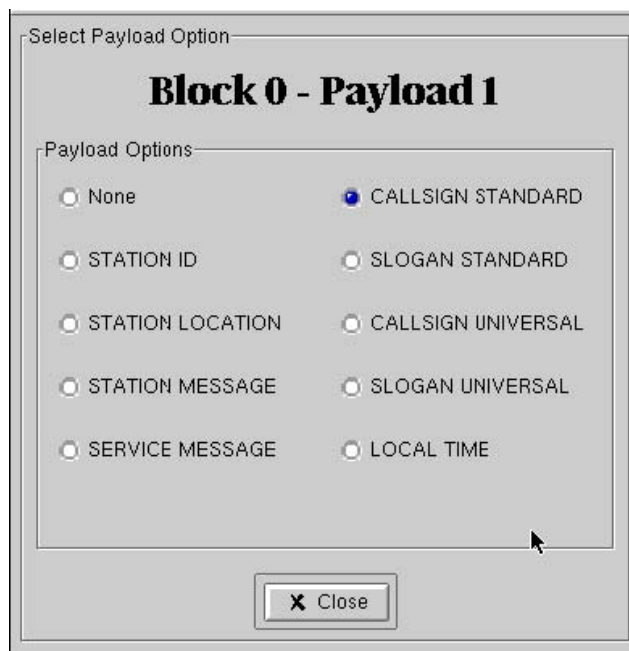 Select Payload Option
Block 0 - Payload 1
Payload Options
None
CALLSIGN STANDARD
STATION ID
SLOGAN STANDARD
STATION LOCATION
CALLSIGN UNIVERSAL
STATION MESSAGE
SLOGAN UNIVERSAL
SERVICE MESSAGE
LOCAL TIME
X Close